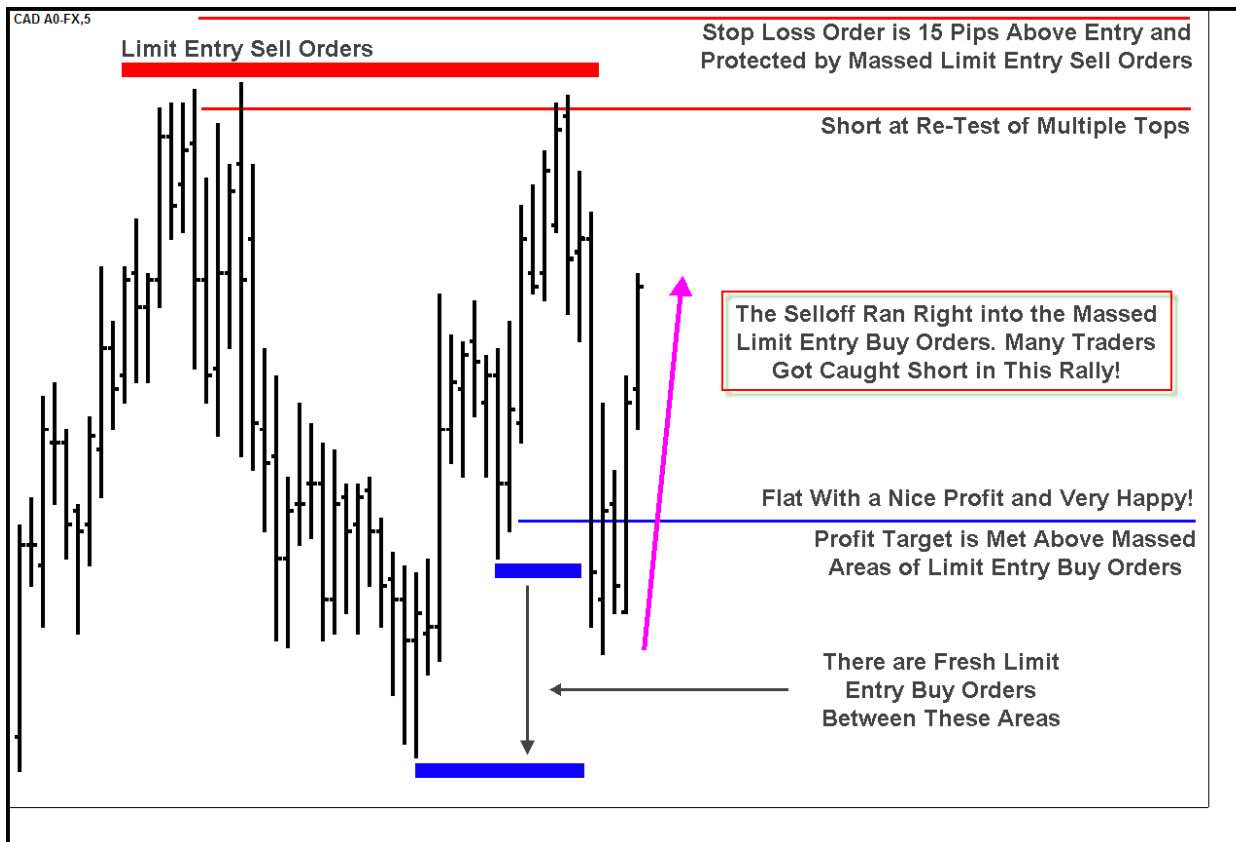 CAD A0-FX,5
Limit Entry Sell Orders
Stop Loss Order is 15 Pips Above Entry and
Protected by Massed Limit Entry Sell Orders
Short at Re-Test of Multiple Tops
The Selloff Ran Right into the Massed
Limit Entry Buy Orders. Many Traders
Got Caught Short in This Rally!
Flat With a Nice Profit and Very Happy!
Profit Target is Met Above Massed
Areas of Limit Entry Buy Orders
There are Fresh Limit
Entry Buy Orders
Between These Areas